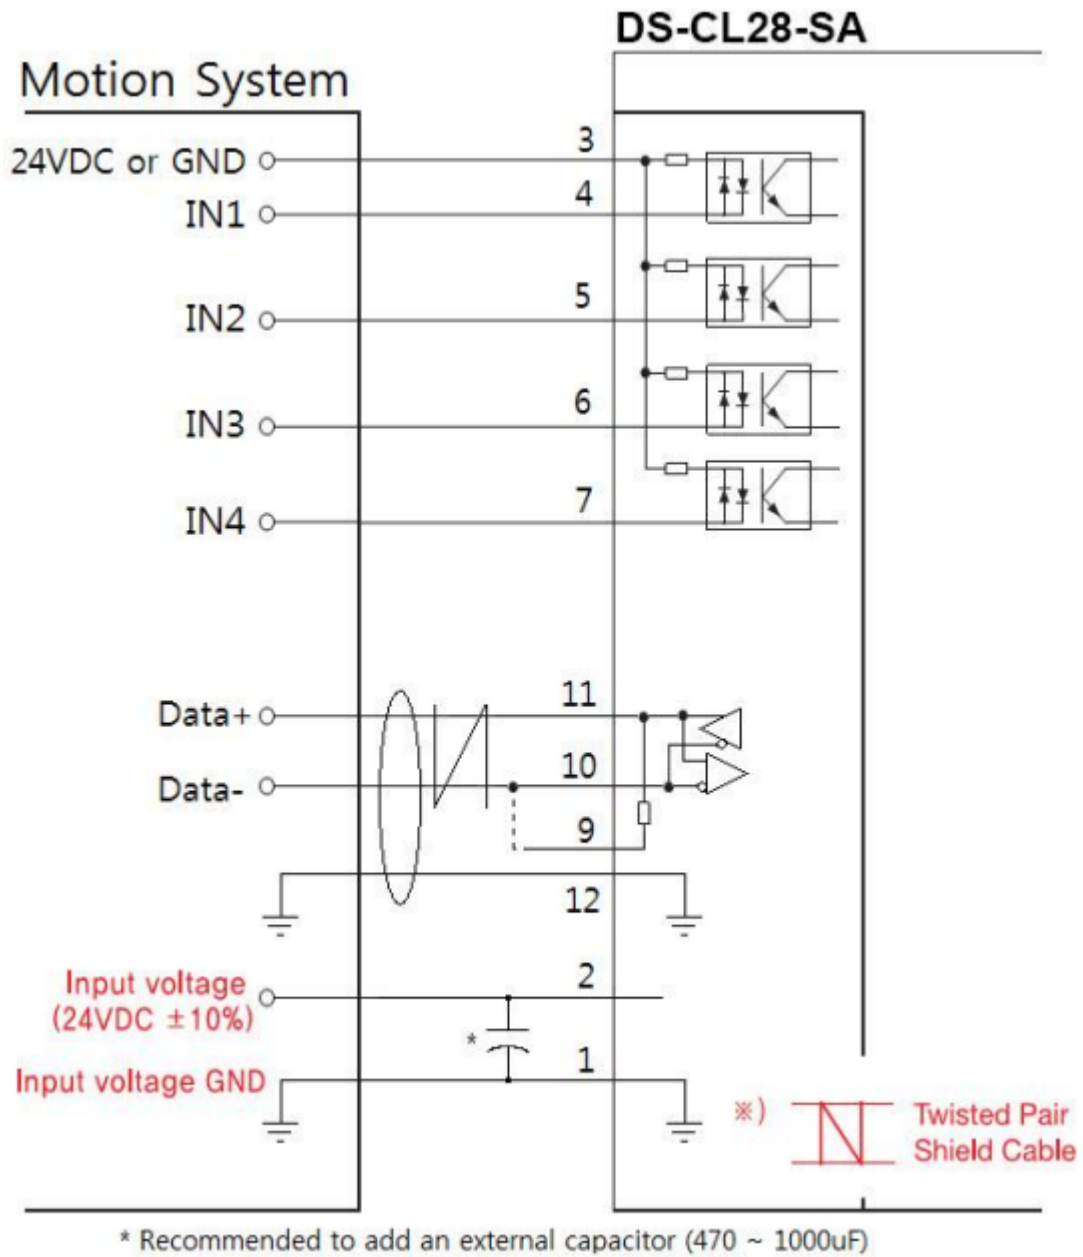 DS-CL28-SA
Motion System
24VDC or GND
3
IN1
4
IN2
5
IN3
6
IN4
7
Data+
11
Data-
10
9
12
Input voltage
(24VDC ±10%)
2
*
Input voltage GND
1
※)
Twisted Pair
Shield Cable
* Recommended to add an external capacitor (470 ~ 1000uF)